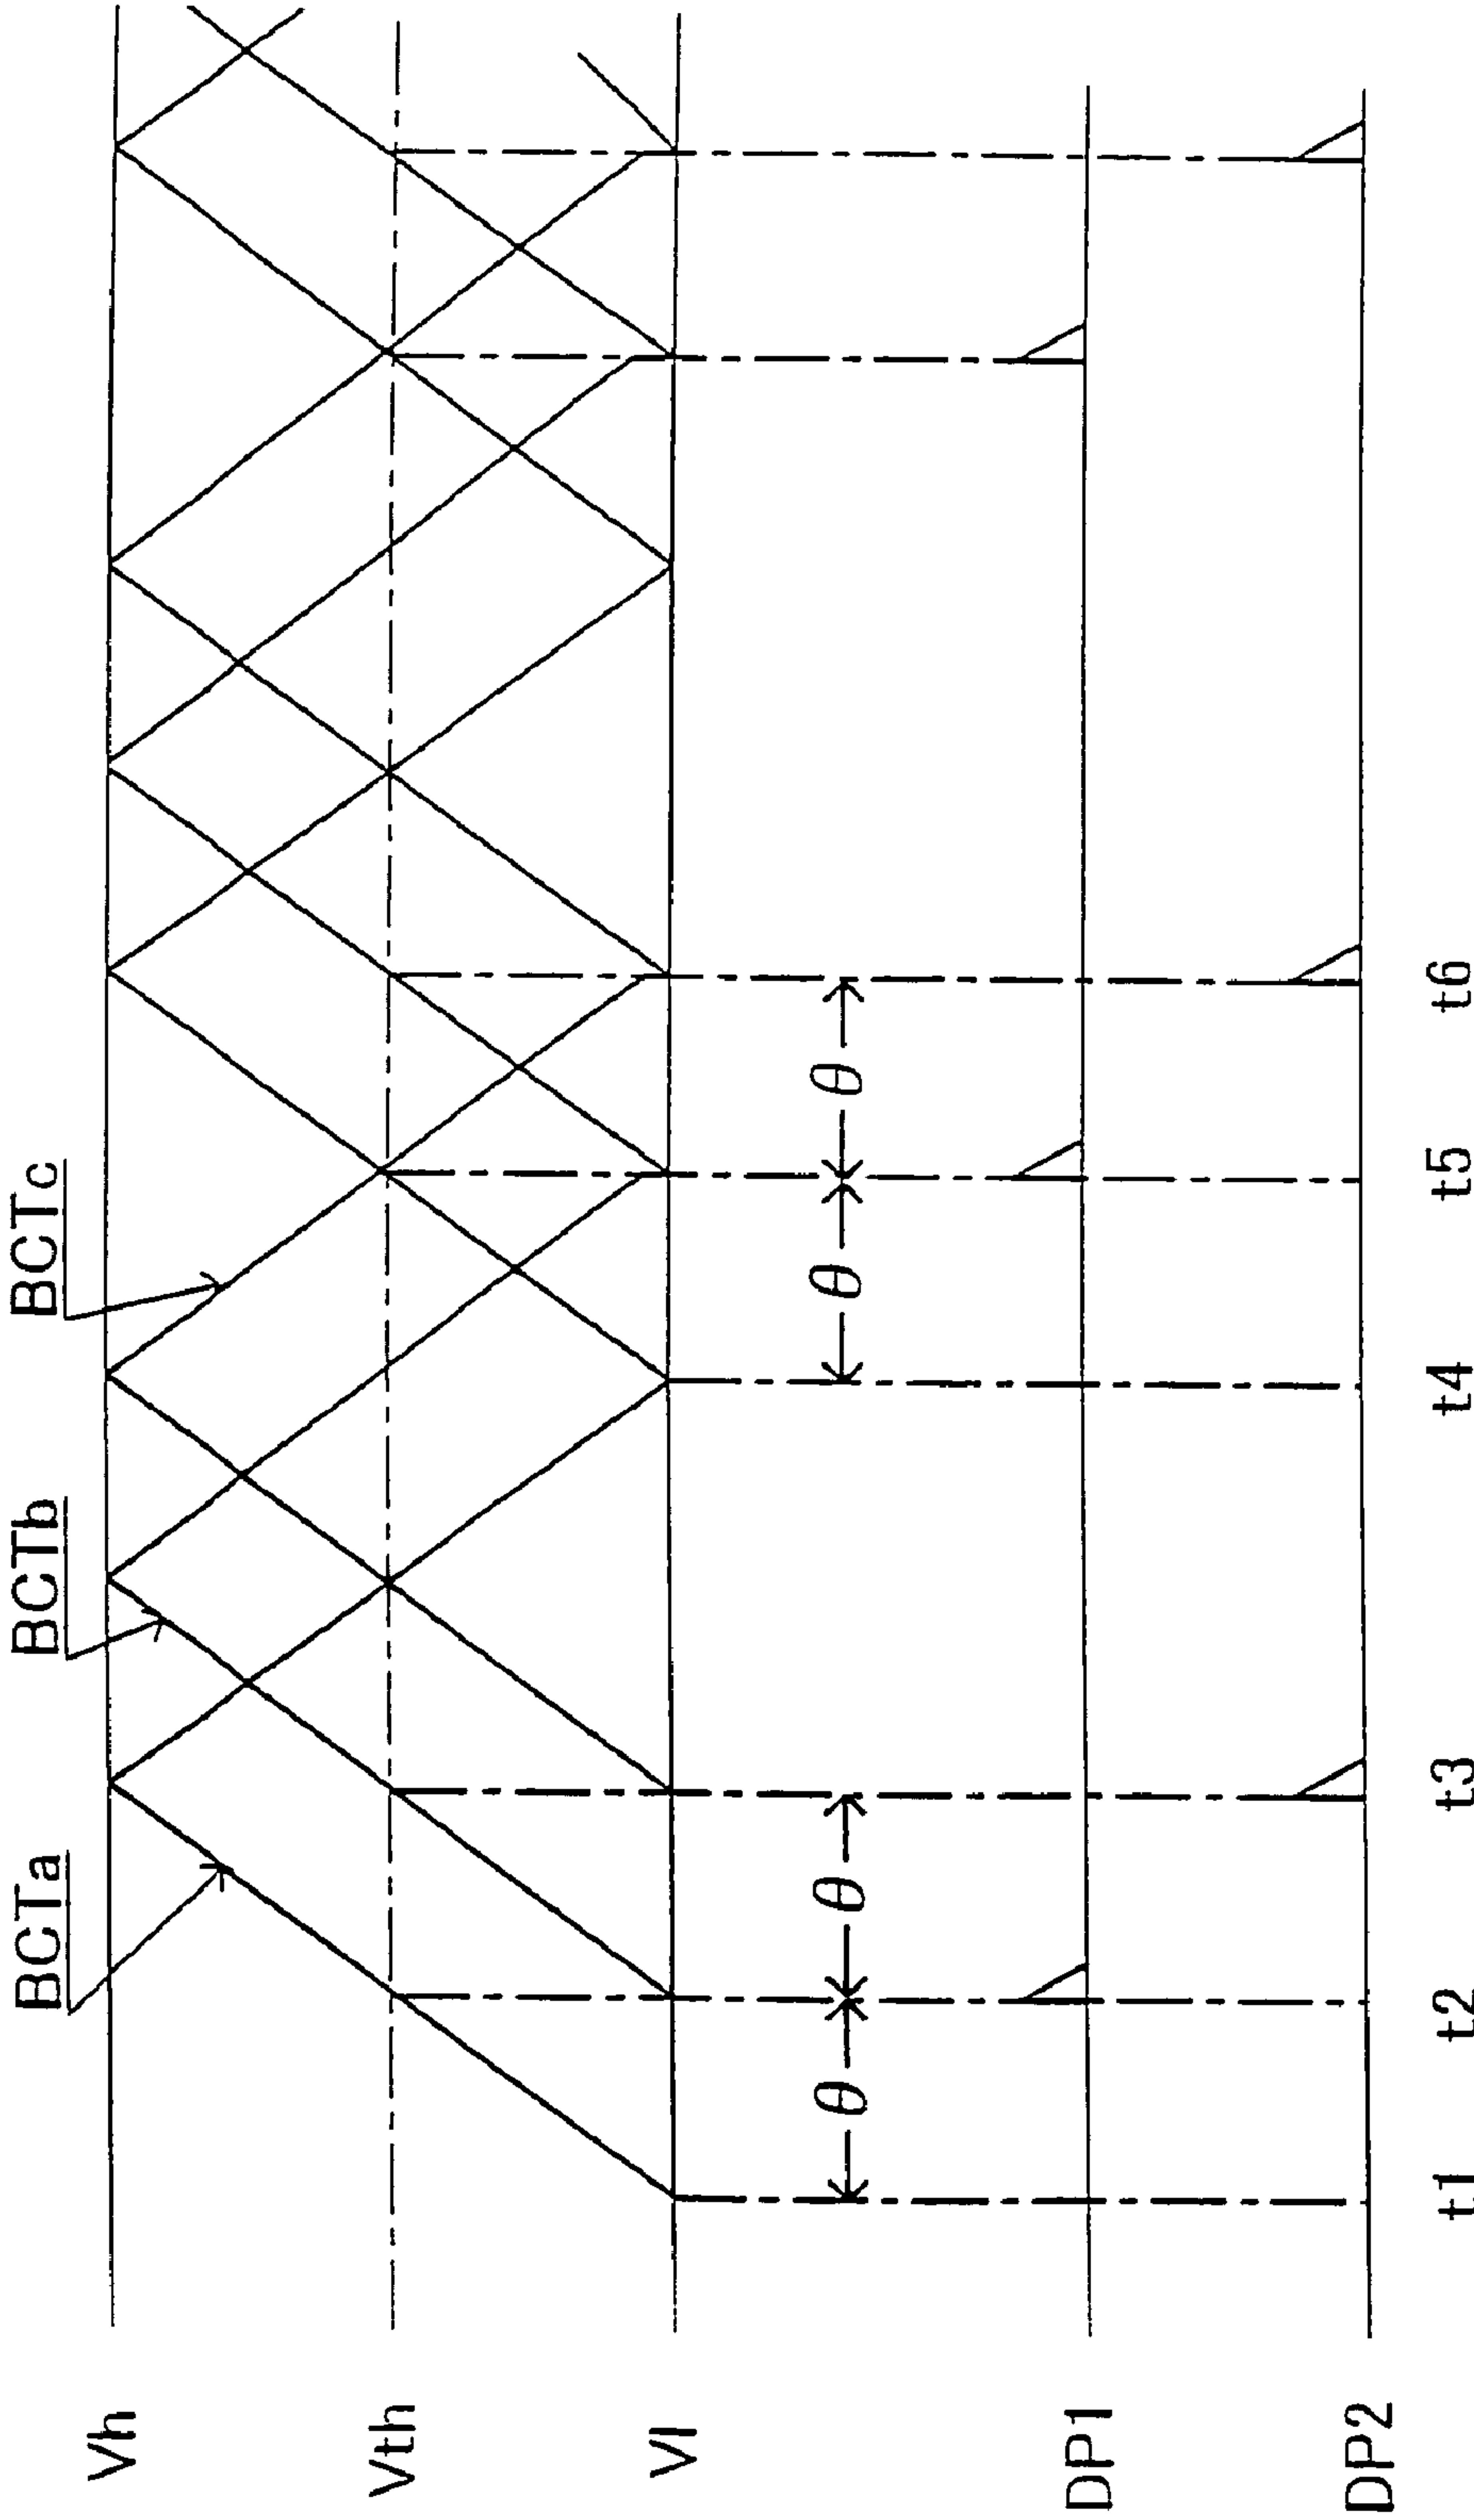 BCTa BCTb BCTc
Vh
Vth
Vl
θ θ θ θ
DP1
DP2
t1 t2 t3 t4 t5 t6